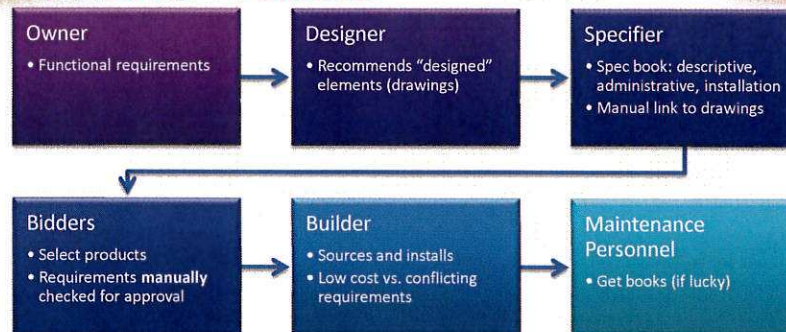 Owner
• Functional requirements
Designer
• Recommends “designed”
elements (drawings)
Specifier
• Spec book: descriptive,
administrative, installation
• Manual link to drawings
Bidders
• Select products
• Requirements manually
checked for approval
Builder
• Sources and installs
• Low cost vs. conflicting
requirements
Maintenance
Personnel
• Get books (if lucky)